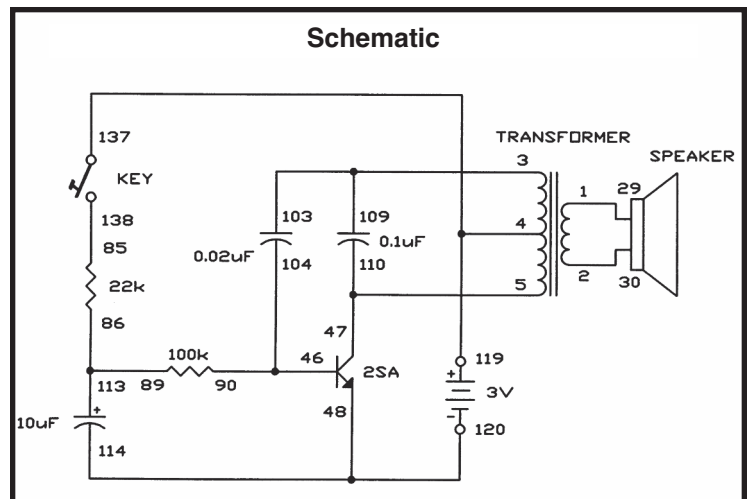 Schematic
137
TRANSFORMER
3
SPEAKER
KEY
1
29
138
103
109
4
85
0.02uF
0.1uF
104
110
2
30
22k
5
86
47
100k
46
2SA
119
+
113
89
90
3V
10uF
+
48
-
120
114